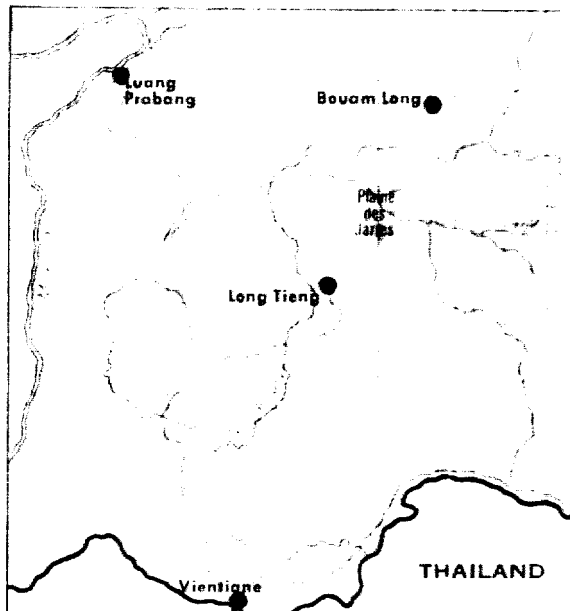 Luang
Prabang
Bouam Long
Plaine
des
Jarres
Long Tieng
THAILAND
Vientiane